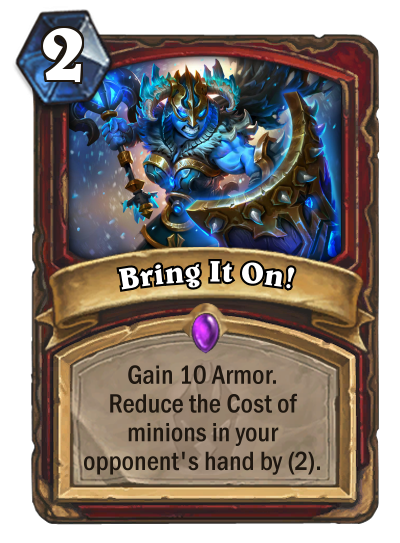 2
Bring It On!
Gain 10 Armor.
Reduce the Cost of
minions in your
opponent's hand by (2).